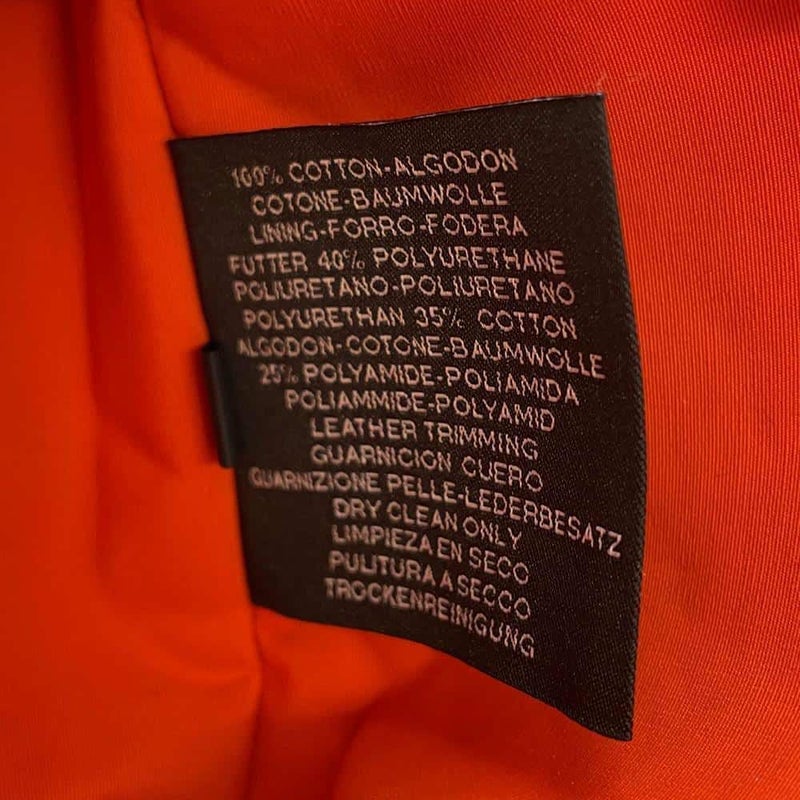 100% COTTON-ALGODON
COTONE-BAUMWOLLE
LINING-FORRO-FODERA
FUTTER 40% POLYURETHANE
POLIURETANO-POLIURETANO
POLYURETHAN 35% COTTON
ALGODON-COTONE-BAUMWOLLE
25% POLYAMIDE-POLIAMIDA
POLIAMMIDE-POLYAMID
LEATHER TRIMMING
GUARNICION CUERO
GUARNIZIONE PELLE-LEDERBESATZ
DRY CLEAN ONLY
LIMPIEZA EN SECO
PULITURA A SECCO
TROCKENREINIGUNG